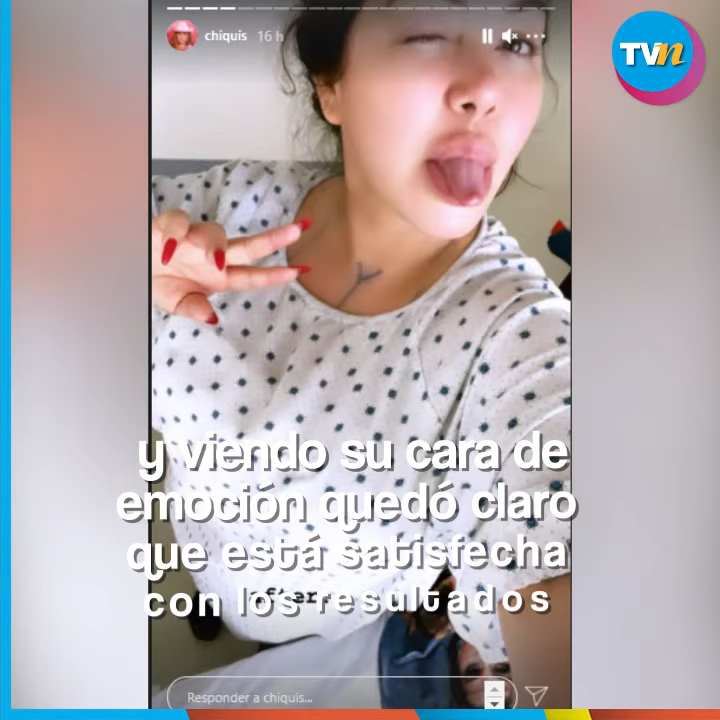 chiquis 16 h
TVn
y viendo su cara de
emoción quedó claro
que está satisfecha
con los resultados
Responder a chiquis...